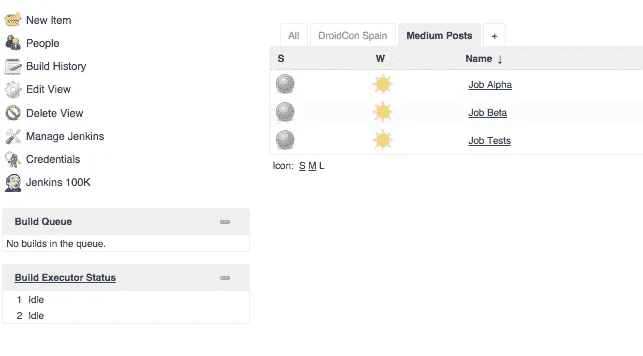 New Item
People
Build History
Edit View
Delete View
Manage Jenkins
Credentials
Jenkins 100K
Build Queue
No builds in the queue.
Build Executor Status
1 Idle
2 Idle
All DroidCon Spain Medium Posts +
S W Name ↓
Job Alpha
Job Beta
Job Tests
Icon: S M L